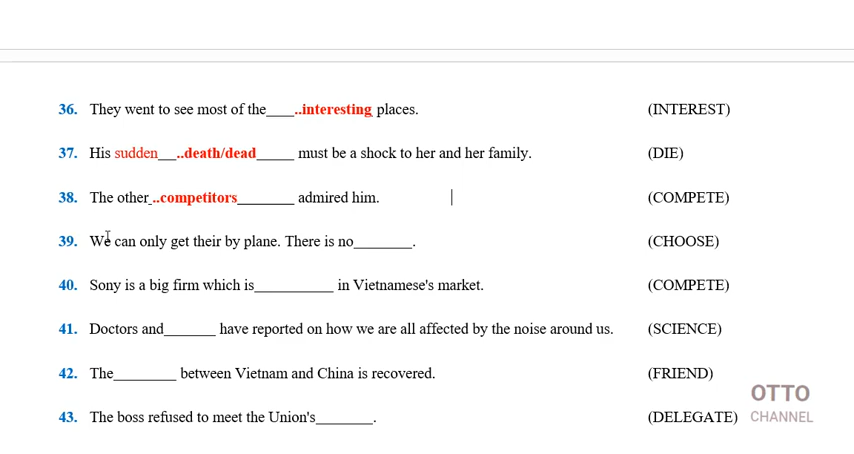 36. They went to see most of the____..interesting places. (INTEREST)
37. His sudden__..death/dead_____ must be a shock to her and her family. (DIE)
38. The other_..competitors_______ admired him. (COMPETE)
39. We can only get their by plane. There is no_______. (CHOOSE)
40. Sony is a big firm which is__________ in Vietnamese's market. (COMPETE)
41. Doctors and_______ have reported on how we are all affected by the noise around us. (SCIENCE)
42. The________ between Vietnam and China is recovered. (FRIEND)
43. The boss refused to meet the Union's_______. (DELEGATE)
OTTO
CHANNEL